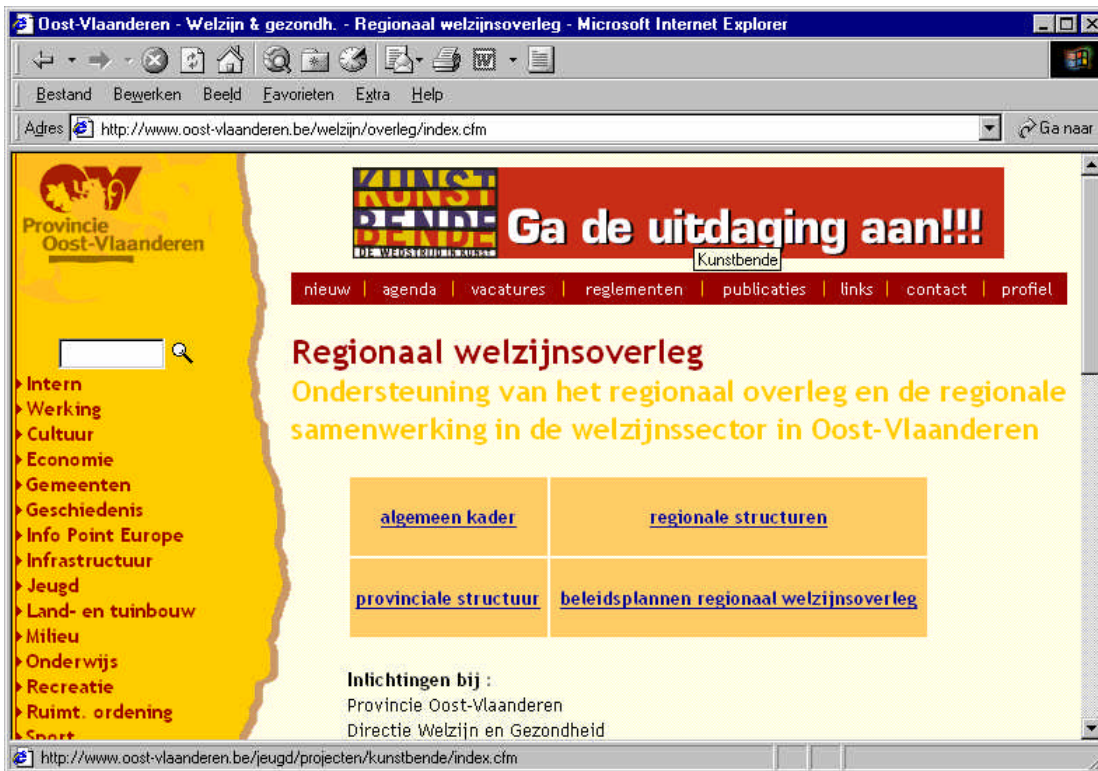 Oost-Vlaanderen - Welzijn & gezondh. - Regionaal welzijnsoverleg - Microsoft Internet Explorer
Bestand Bewerken Beeld Favorieten Extra Help
Adres http://www.oost-vlaanderen.be/welzijn/overleg/index.cfm Ga naar
Provincie
Oost-Vlaanderen
KUNST
KUNST
BENDE
BENDE
DE WEDSTRIJD IN KUNST
Ga de uitdaging aan!!!
Kunstbende
nieuw | agenda | vacatures | reglementen | publicaties | links | contact | profiel
Intern
Werking
Cultuur
Economie
Gemeenten
Geschiedenis
Info Point Europe
Infrastructuur
Jeugd
Land- en tuinbouw
Milieu
Onderwijs
Recreatie
Ruimt. ordening
Sport
Regionaal welzijnsoverleg
Ondersteuning van het regionaal overleg en de regionale
samenwerking in de welzijnssector in Oost-Vlaanderen
algemeen kader regionale structuren
provinciale structuur beleidsplannen regionaal welzijnsoverleg
Inlichtingen bij :
Provincie Oost-Vlaanderen
Directie Welzijn en Gezondheid
http://www.oost-vlaanderen.be/jeugd/projecten/kunstbende/index.cfm